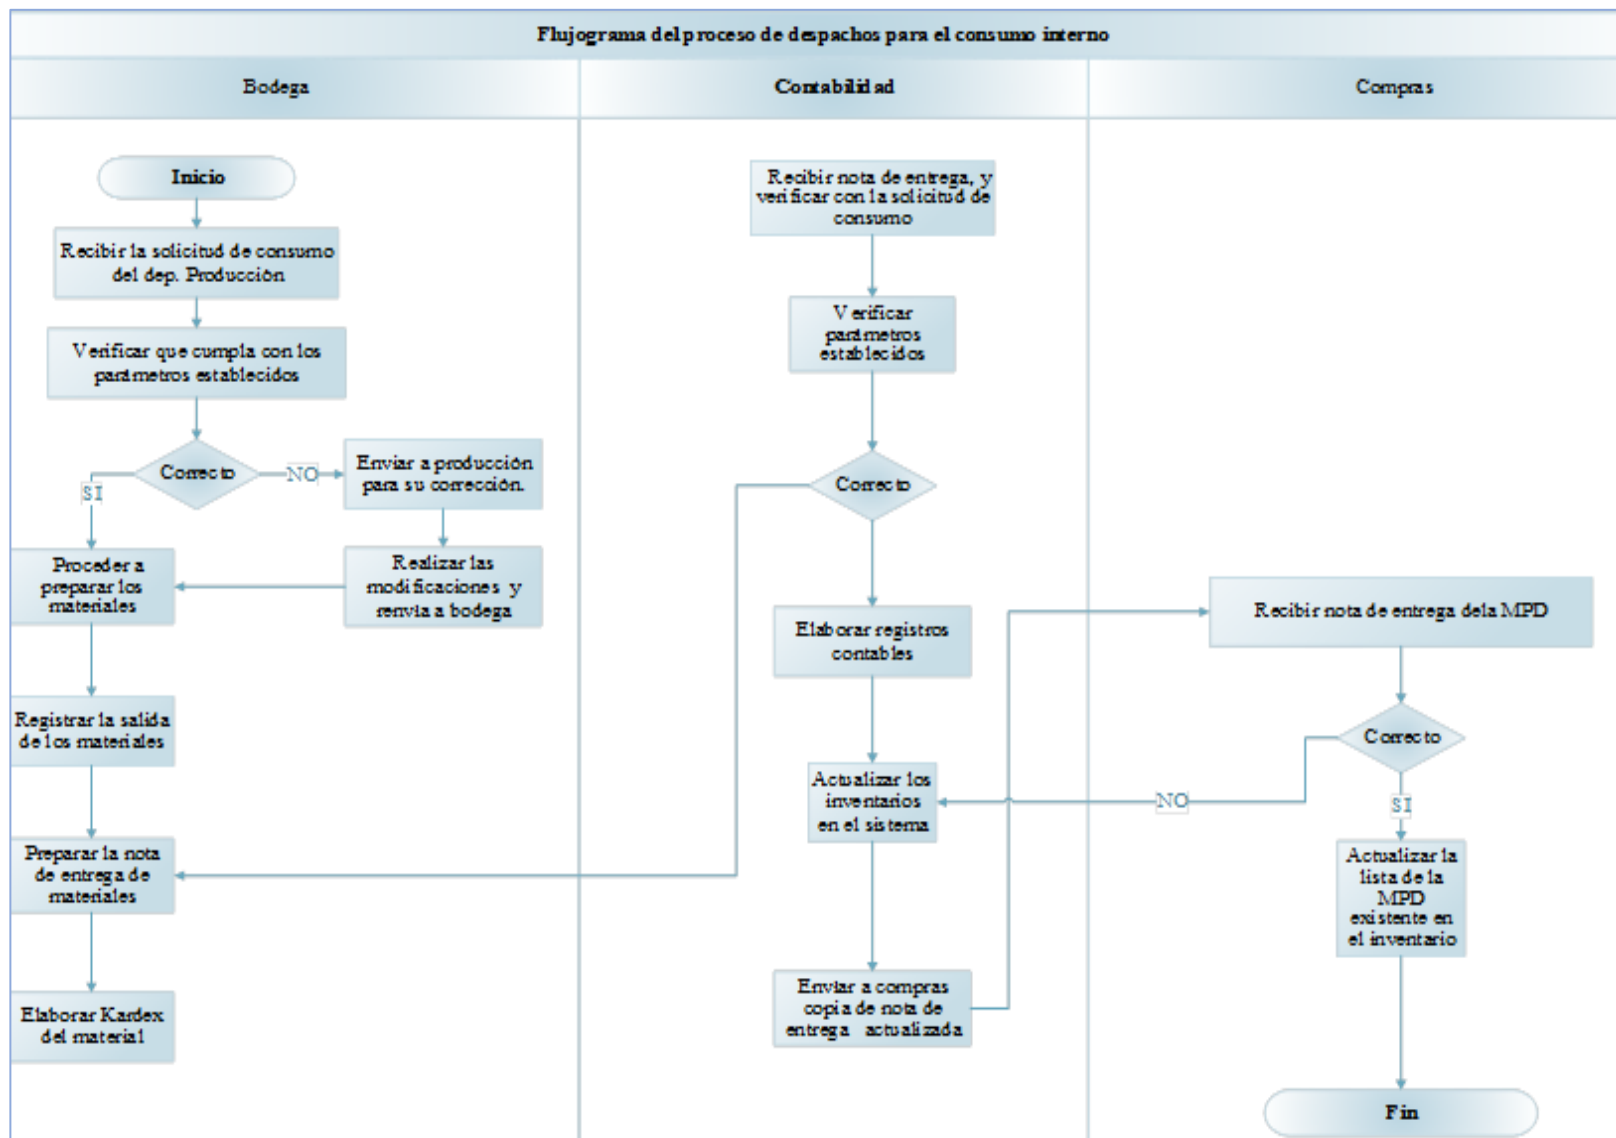 Flujograma del proceso de despachos para el consumo interno
Bodega
Contabilidad
Compras
Inicio
Recibir la solicitud de consumo
del dep. Producción
Verificar que cumpla con los
parámetros establecidos
Correcto
NO
SI
Enviar a producción
para su corrección.
Realizar las
modificaciones y
renvía a bodega
Proceder a
preparar los
materiales
Registrar la salida
de los materiales
Preparar la nota
de entrega de
materiales
Elaborar Kardex
del material
Recibir nota de entrega, y
verificar con la solicitud de
consumo
Verificar
parámetros
establecidos
Correcto
Elaborar registros
contables
Actualizar los
inventarios
en el sistema
Enviar a compras
copia de nota de
entrega actualizada
Recibir nota de entrega dela MPD
Correcto
NO
SI
Actualizar la
lista de la
MPD
existente en
el inventario
Fin